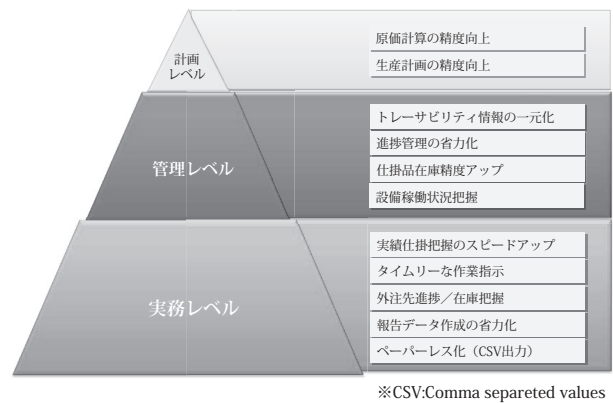 計画
レベル
原価計算の精度向上
生産計画の精度向上
管理レベル
トレーサビリティ情報の一元化
進捗管理の省力化
仕掛品在庫精度アップ
設備稼働状況把握
実務レベル
実績仕掛把握のスピードアップ
タイムリーな作業指示
外注先進捗／在庫把握
報告データ作成の省力化
ペーパーレス化（CSV出力）
※CSV:Comma separeted values